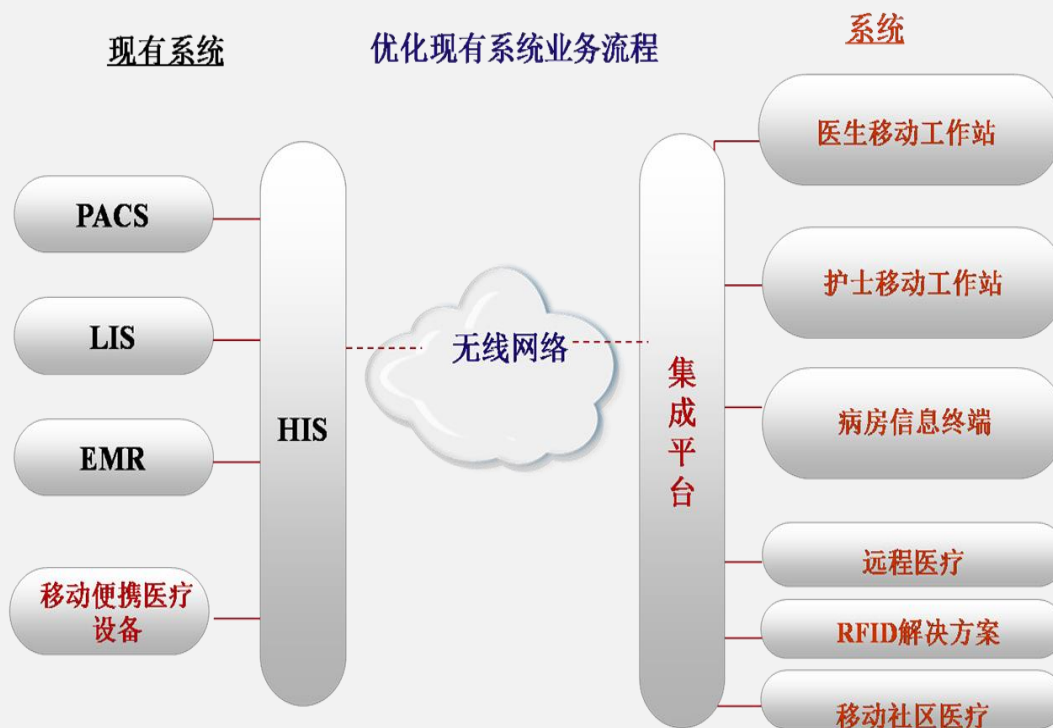 现有系统
优化现有系统业务流程
系统
PACS
LIS
EMR
移动便携医疗
设备
HIS
无线网络
集
成
平
台
医生移动工作站
护士移动工作站
病房信息终端
远程医疗
RFID解决方案
移动社区医疗